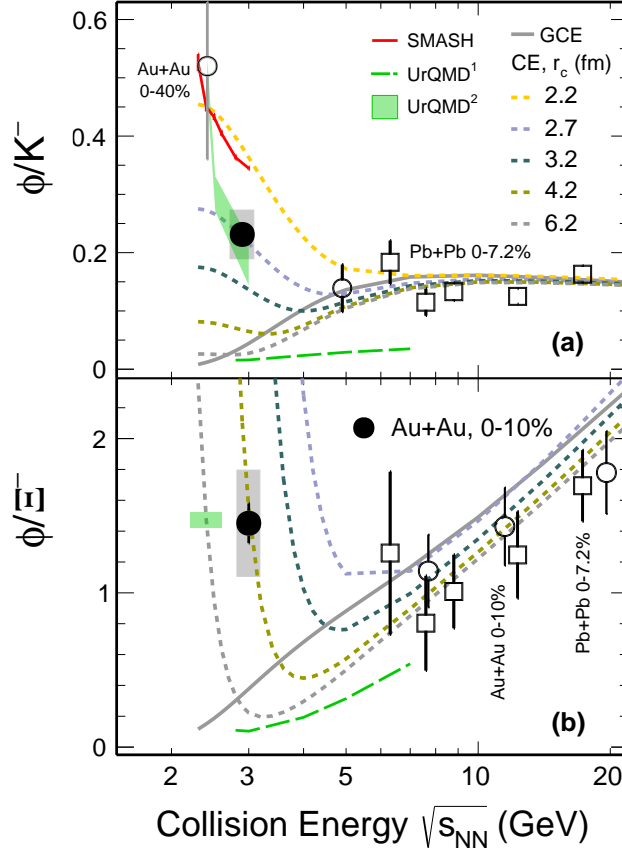 SMASH
UrQMD¹
UrQMD²
GCE
CE, r_c (fm)
2.2
2.7
3.2
4.2
6.2
Au+Au
0-40%
Pb+Pb 0-7.2%
(a)
ϕ/K⁻
0.6
0.4
0.2
0
Au+Au, 0-10%
Au+Au 0-10%
Pb+Pb 0-7.2%
(b)
ϕ/Ξ⁻
2
1
0
2 3 4 5 10 20
Collision Energy √s_NN (GeV)